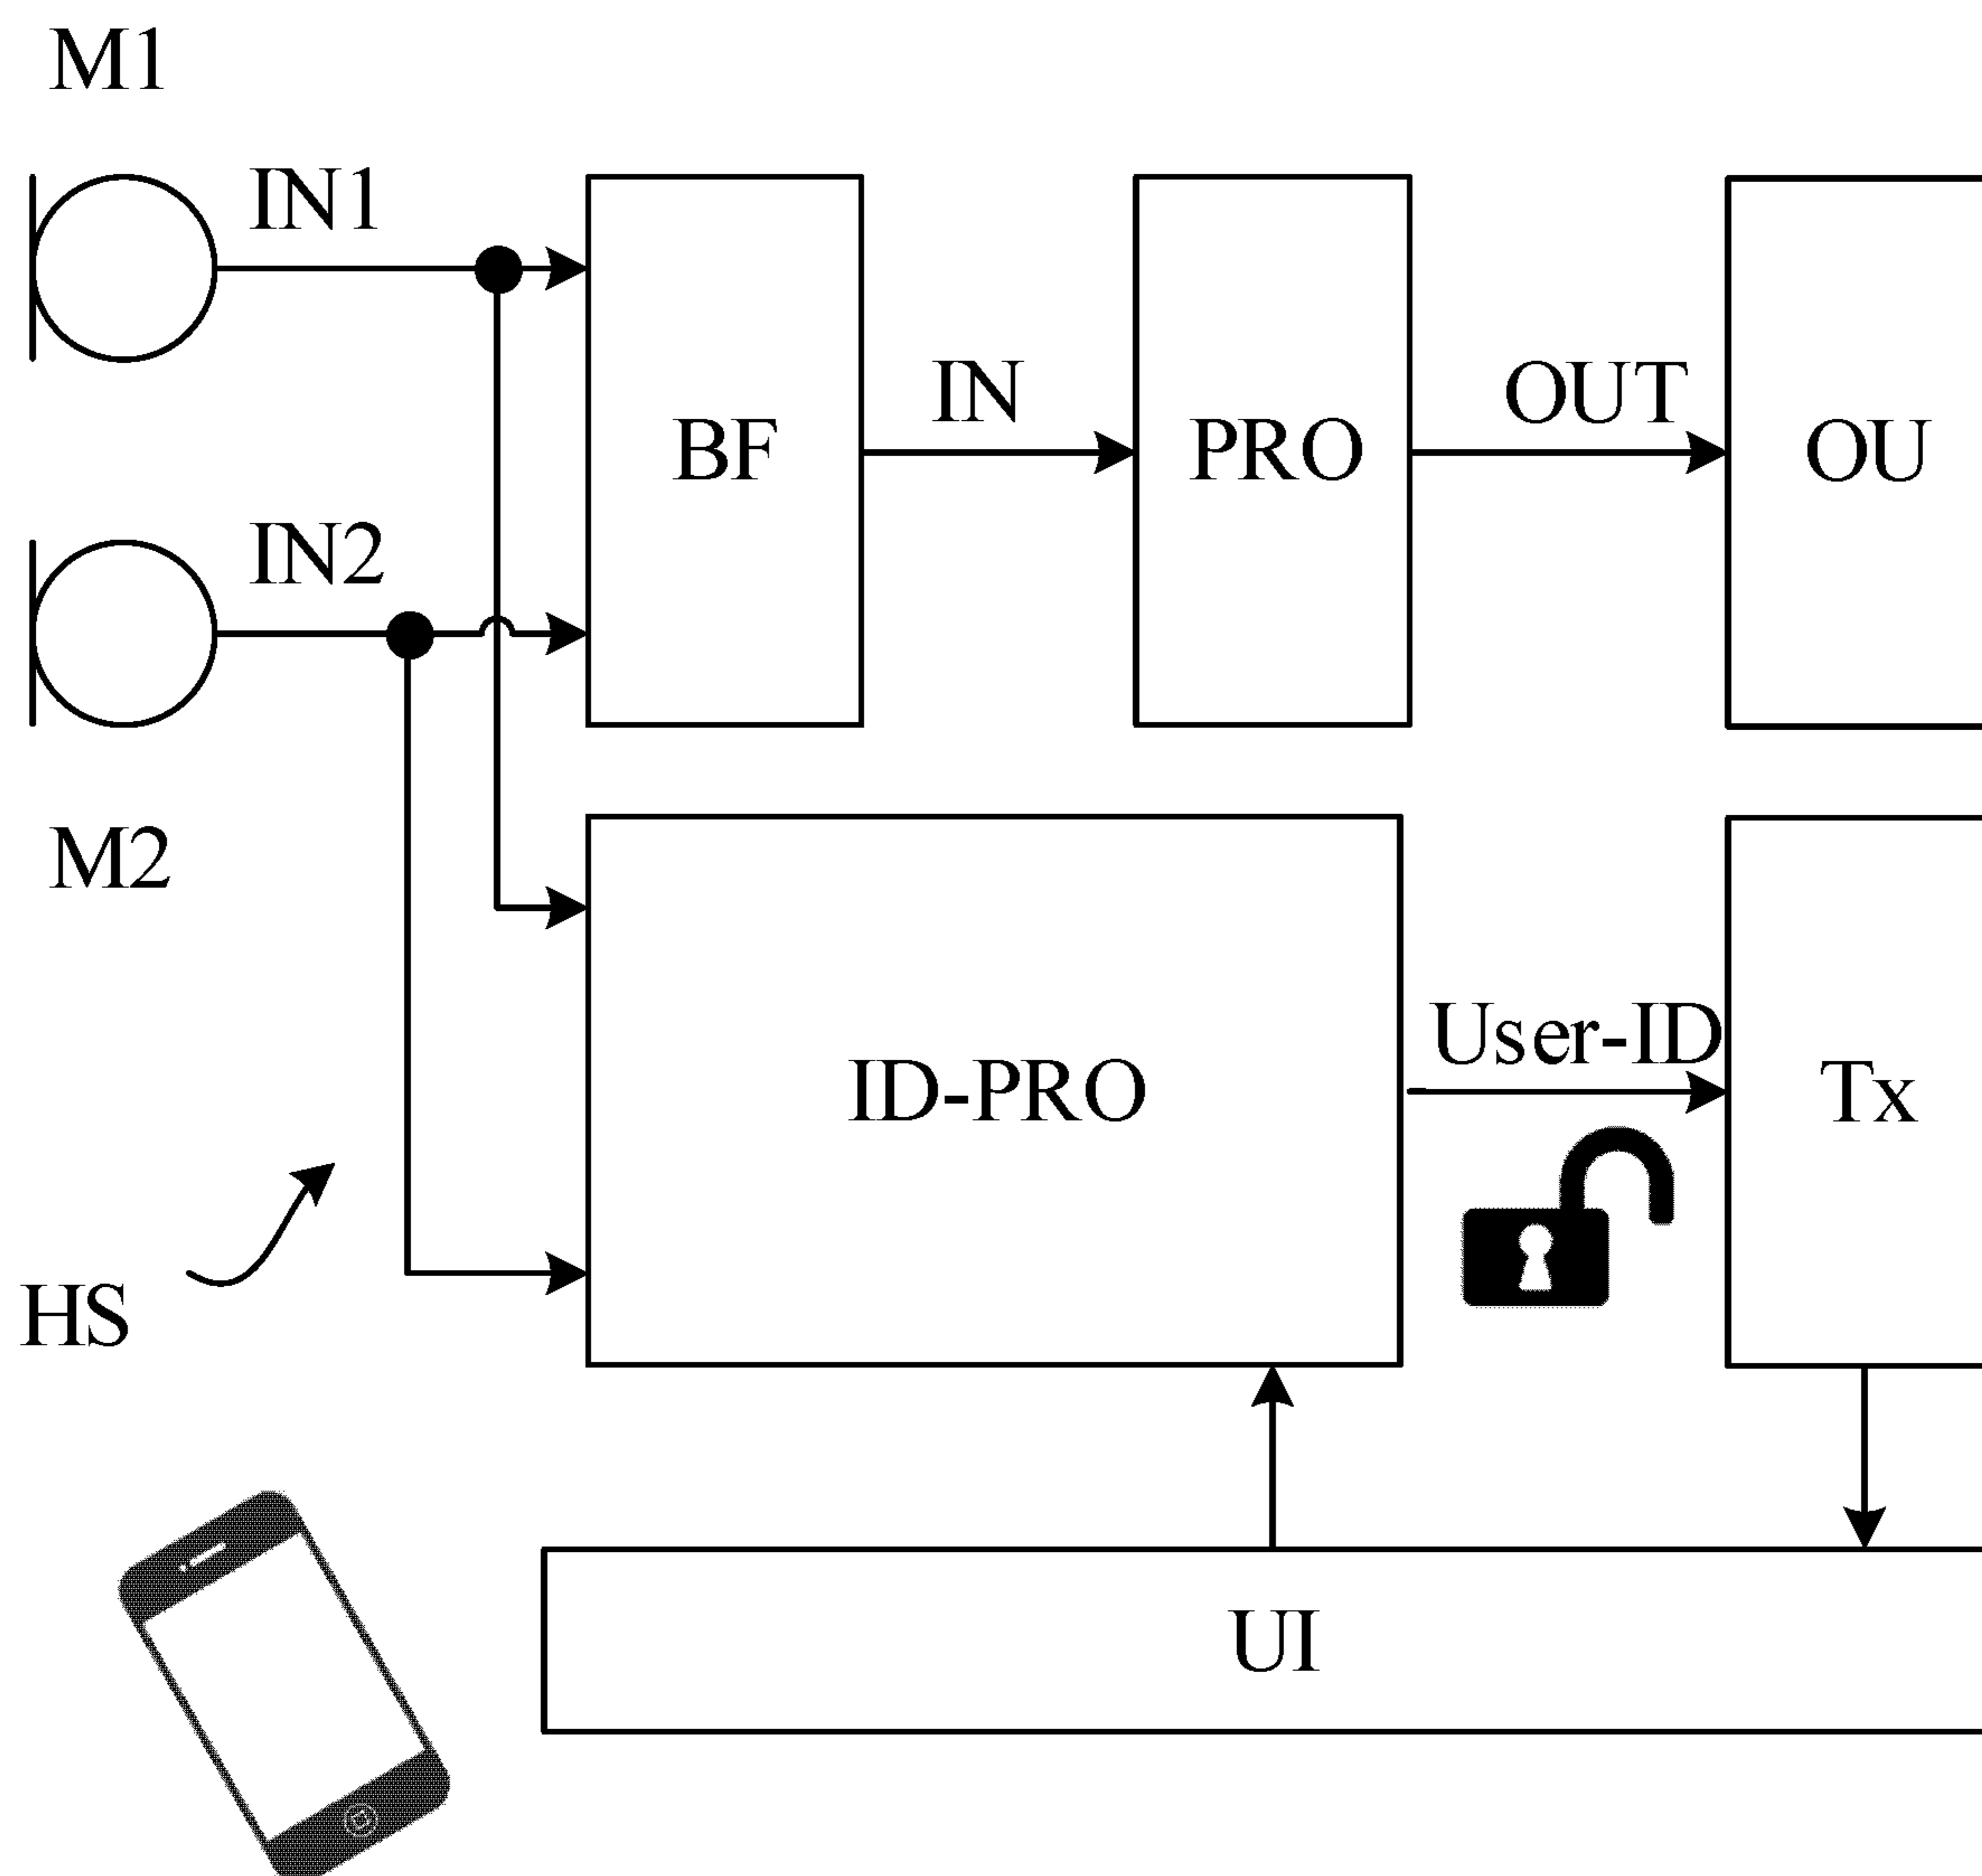 M1
IN1
IN2
M2
BF
IN
PRO
OUT
OU
ID-PRO
User-ID
Tx
HS
UI